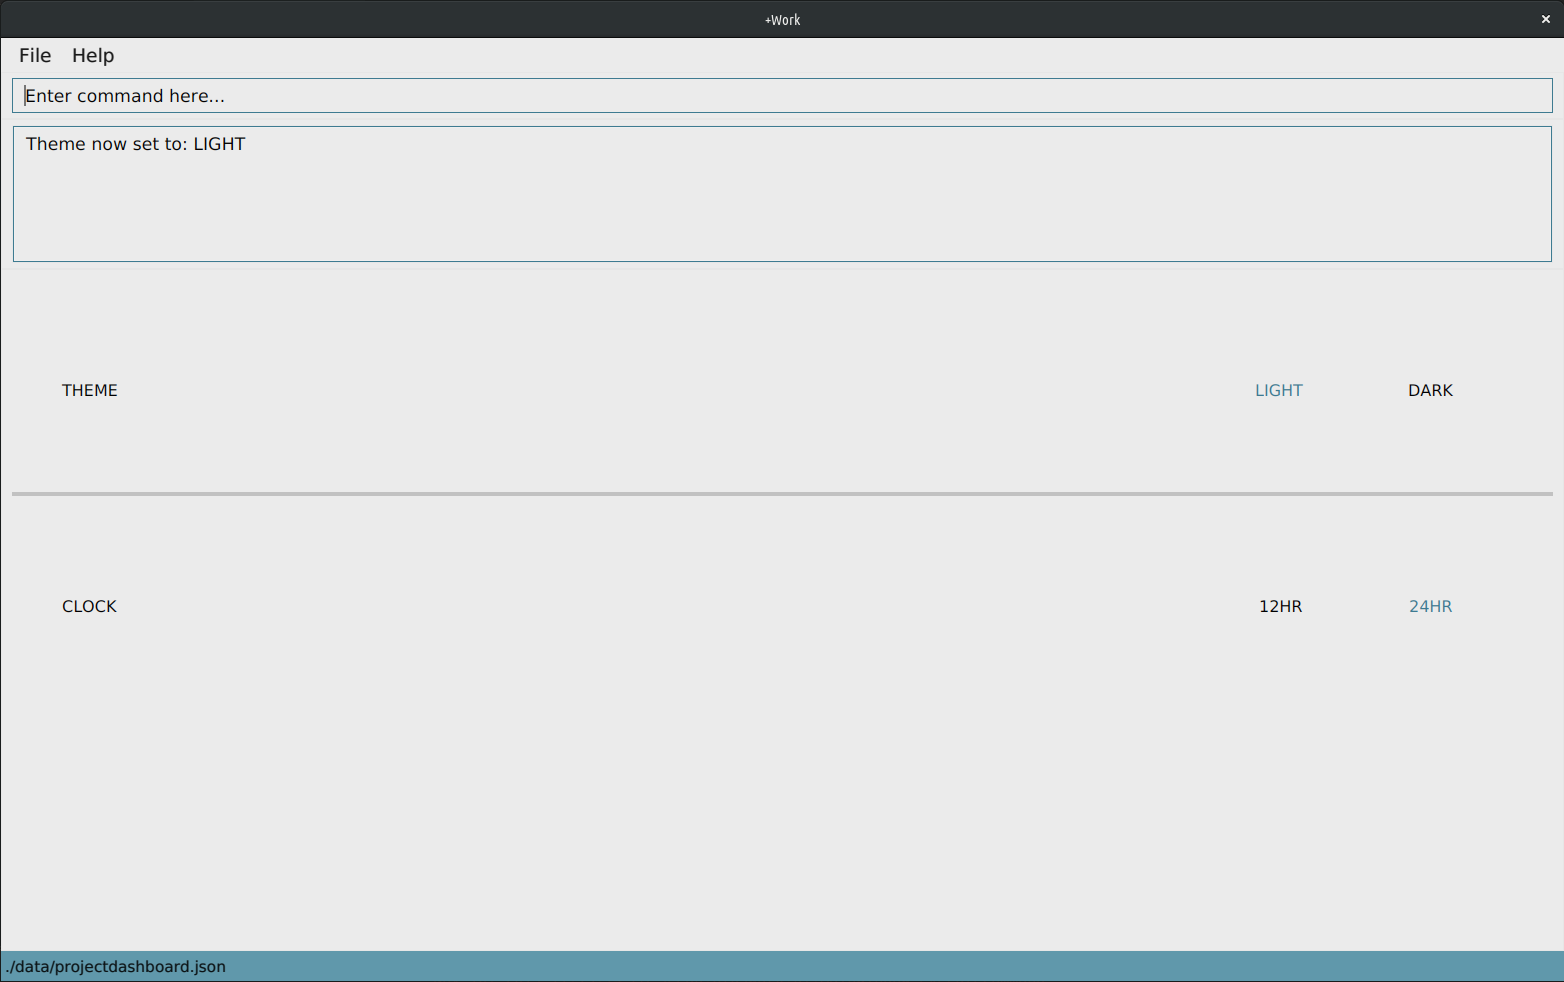 +Work
File Help
Enter command here...
Theme now set to: LIGHT
THEME LIGHT DARK
CLOCK 12HR 24HR
./data/projectdashboard.json